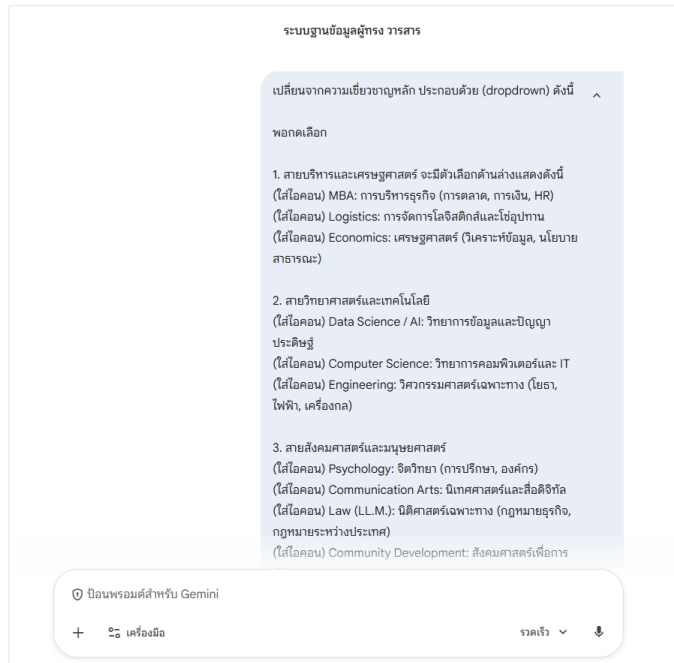 ระบบฐานข้อมูลผู้ทรง วารสาร
เปลี่ยนจากความเชี่ยวชาญหลัก ประกอบด้วย (dropdrown) ดังนี้
พอกดเลือก
1. สายบริหารและเศรษฐศาสตร์ จะมีตัวเลือกด้านล่างแสดงดังนี้
(ใส่ไอคอน) MBA: การบริหารธุรกิจ (การตลาด, การเงิน, HR)
(ใส่ไอคอน) Logistics: การจัดการโลจิสติกส์และโซ่อุปทาน
(ใส่ไอคอน) Economics: เศรษฐศาสตร์ (วิเคราะห์ข้อมูล, นโยบาย
สาธารณะ)
2. สายวิทยาศาสตร์และเทคโนโลยี
(ใส่ไอคอน) Data Science / AI: วิทยาการข้อมูลและปัญญา
ประดิษฐ์
(ใส่ไอคอน) Computer Science: วิทยาการคอมพิวเตอร์และ IT
(ใส่ไอคอน) Engineering: วิศวกรรมศาสตร์เฉพาะทาง (โยธา,
ไฟฟ้า, เครื่องกล)
3. สายสังคมศาสตร์และมนุษยศาสตร์
(ใส่ไอคอน) Psychology: จิตวิทยา (การปรึกษา, องค์กร)
(ใส่ไอคอน) Communication Arts: นิเทศศาสตร์และสื่อดิจิทัล
(ใส่ไอคอน) Law (LL.M.): นิติศาสตร์เฉพาะทาง (กฎหมายธุรกิจ,
กฎหมายระหว่างประเทศ)
(ใส่ไอคอน) Community Development: สังคมศาสตร์เพื่อการ
ป้อนพรอมต์สำหรับ Gemini
เครื่องมือ
รวดเร็ว